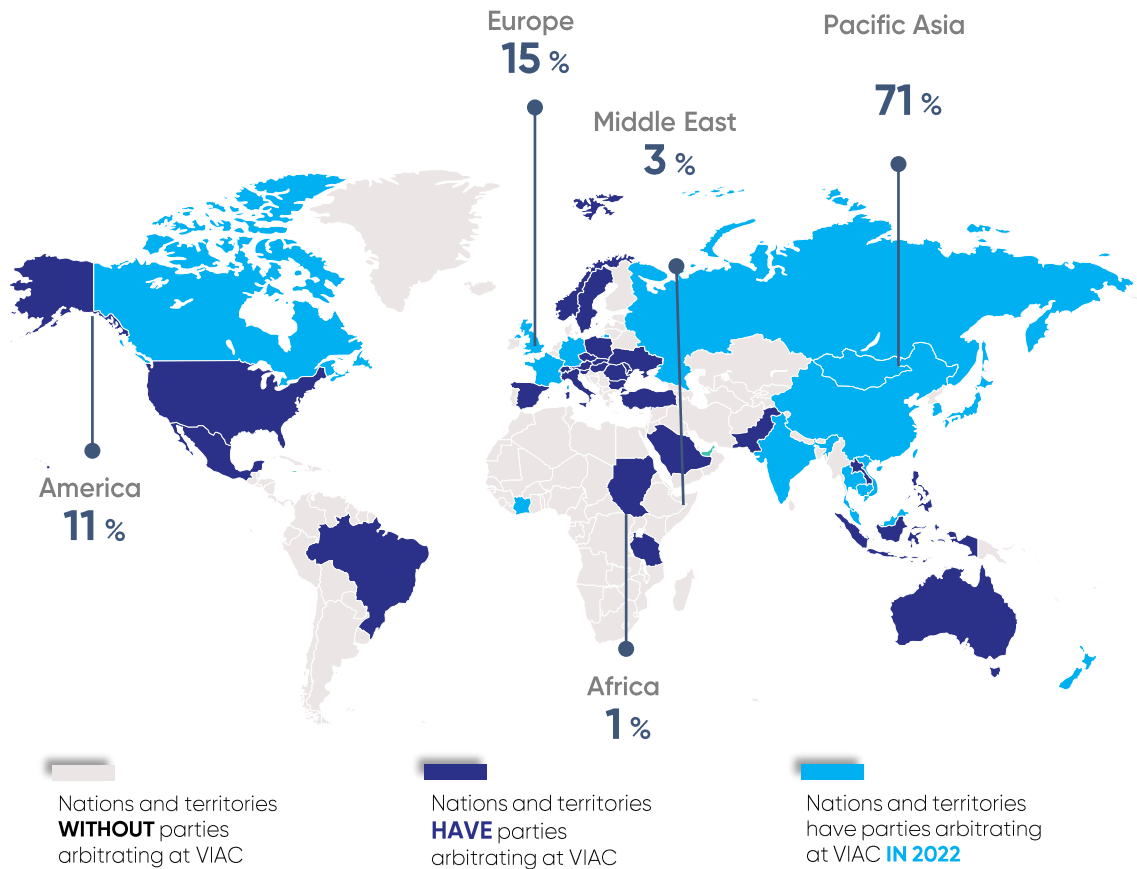 Europe
15 %
Pacific Asia
71 %
Middle East
3 %
America
11 %
Africa
1 %
Nations and territories
WITHOUT parties
arbitrating at VIAC
Nations and territories
HAVE parties
arbitrating at VIAC
Nations and territories
have parties arbitrating
at VIAC IN 2022